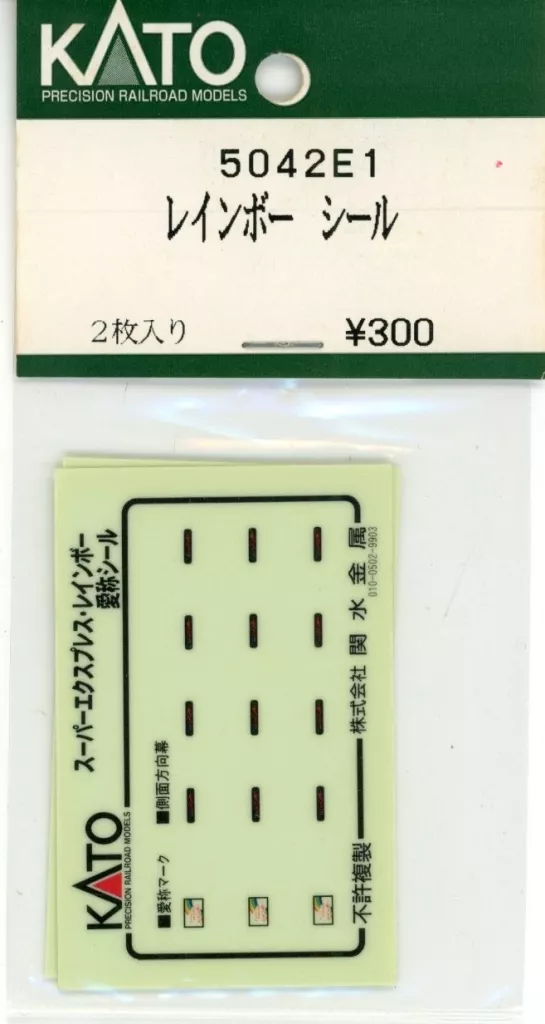 KATO
PRECISION RAILROAD MODELS
5042E1
レインボー シール
2枚入り
¥300
スーパーエクスプレス・レインボー
愛称シール
KATO
PRECISION RAILROAD MODELS
■愛称マーク
■側面方向幕
不許複製
株式会社 関水金属
010-0502-9903